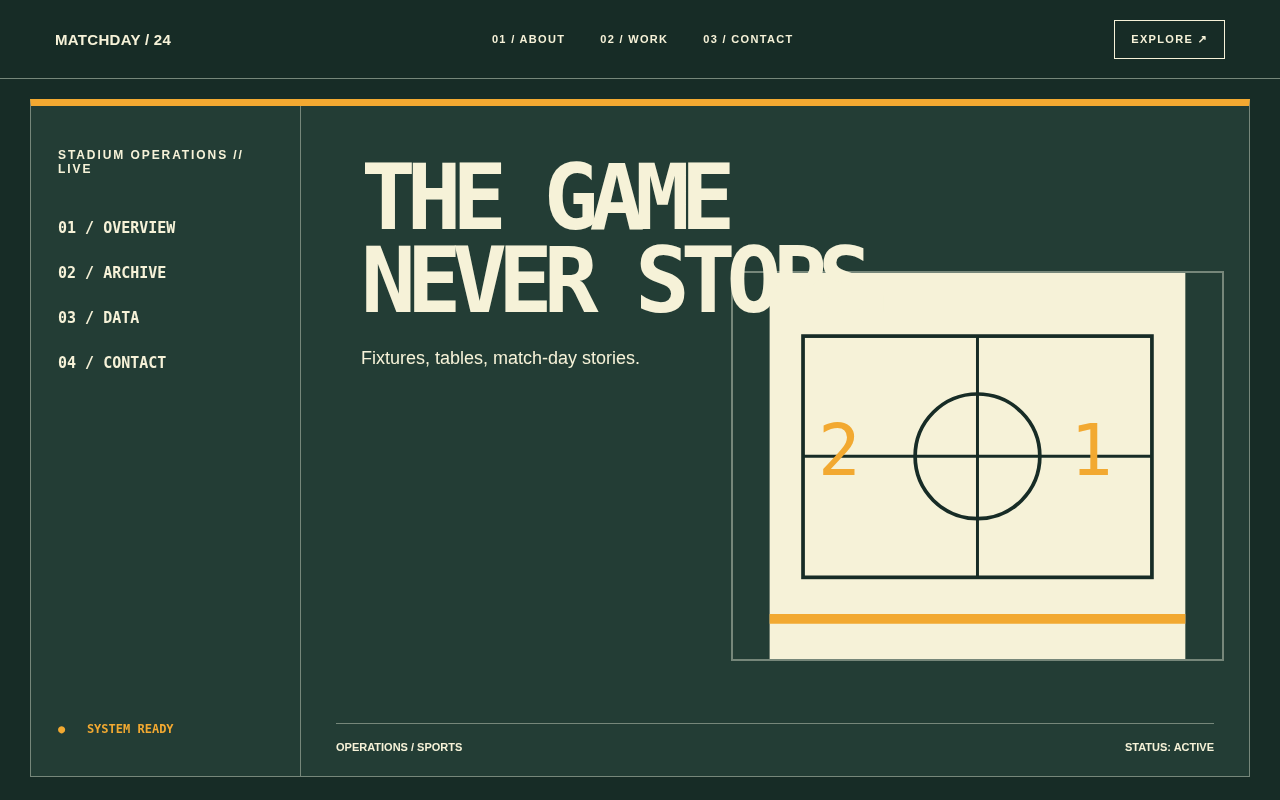 MATCHDAY / 24
01 / ABOUT
02 / WORK
03 / CONTACT
EXPLORE ↗
STADIUM OPERATIONS //
LIVE
01 / OVERVIEW
02 / ARCHIVE
03 / DATA
04 / CONTACT
● SYSTEM READY
THE GAME
NEVER STOPS
Fixtures, tables, match-day stories.
2
1
OPERATIONS / SPORTS
STATUS: ACTIVE